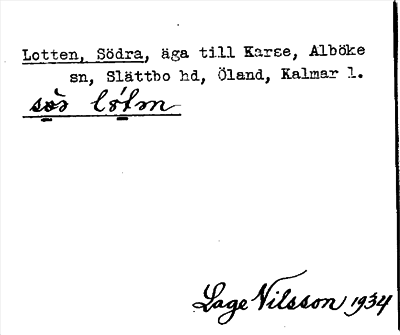 Lotten, Södra, äga till Karse, Alböke
sn, Slättbo hd, Öland, Kalmar l.
Lage Nilsson 1934